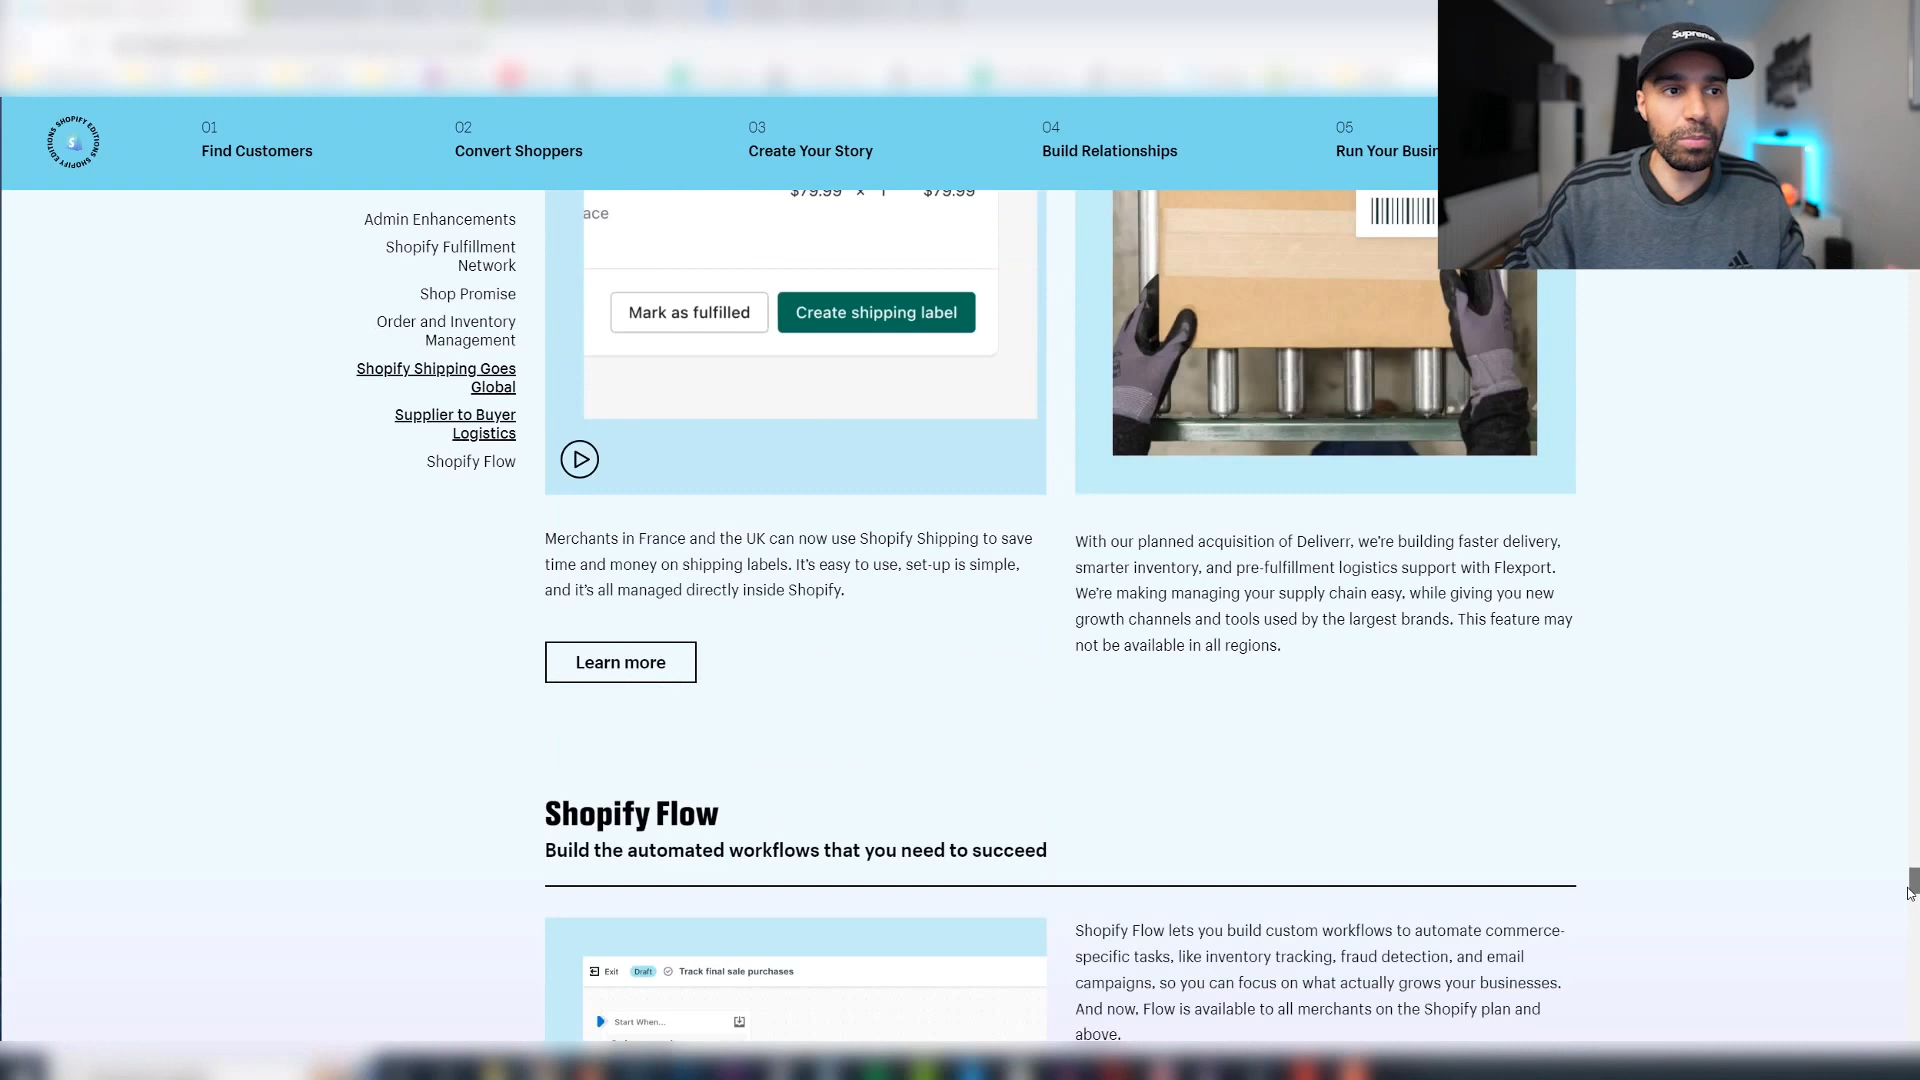 SHOPIFY EDITIONS SHOPIFY EDITIONS
01
Find Customers
02
Convert Shoppers
03
Create Your Story
04
Build Relationships
05
Run Your Busin
Supreme
Admin Enhancements
Shopify Fulfillment
Network
Shop Promise
Order and Inventory
Management
Shopify Shipping Goes
Global
Supplier to Buyer
Logistics
Shopify Flow
$79.99 × 1 $79.99
ace
Mark as fulfilled
Create shipping label
Merchants in France and the UK can now use Shopify Shipping to save
time and money on shipping labels. It's easy to use, set-up is simple,
and it's all managed directly inside Shopify.
Learn more
With our planned acquisition of Deliverr, we're building faster delivery,
smarter inventory, and pre-fulfillment logistics support with Flexport.
We're making managing your supply chain easy, while giving you new
growth channels and tools used by the largest brands. This feature may
not be available in all regions.
Shopify Flow
Build the automated workflows that you need to succeed
Exit Draft Track final sale purchases
Start When...
Shopify Flow lets you build custom workflows to automate commerce-
specific tasks, like inventory tracking, fraud detection, and email
campaigns, so you can focus on what actually grows your businesses.
And now, Flow is available to all merchants on the Shopify plan and
above.